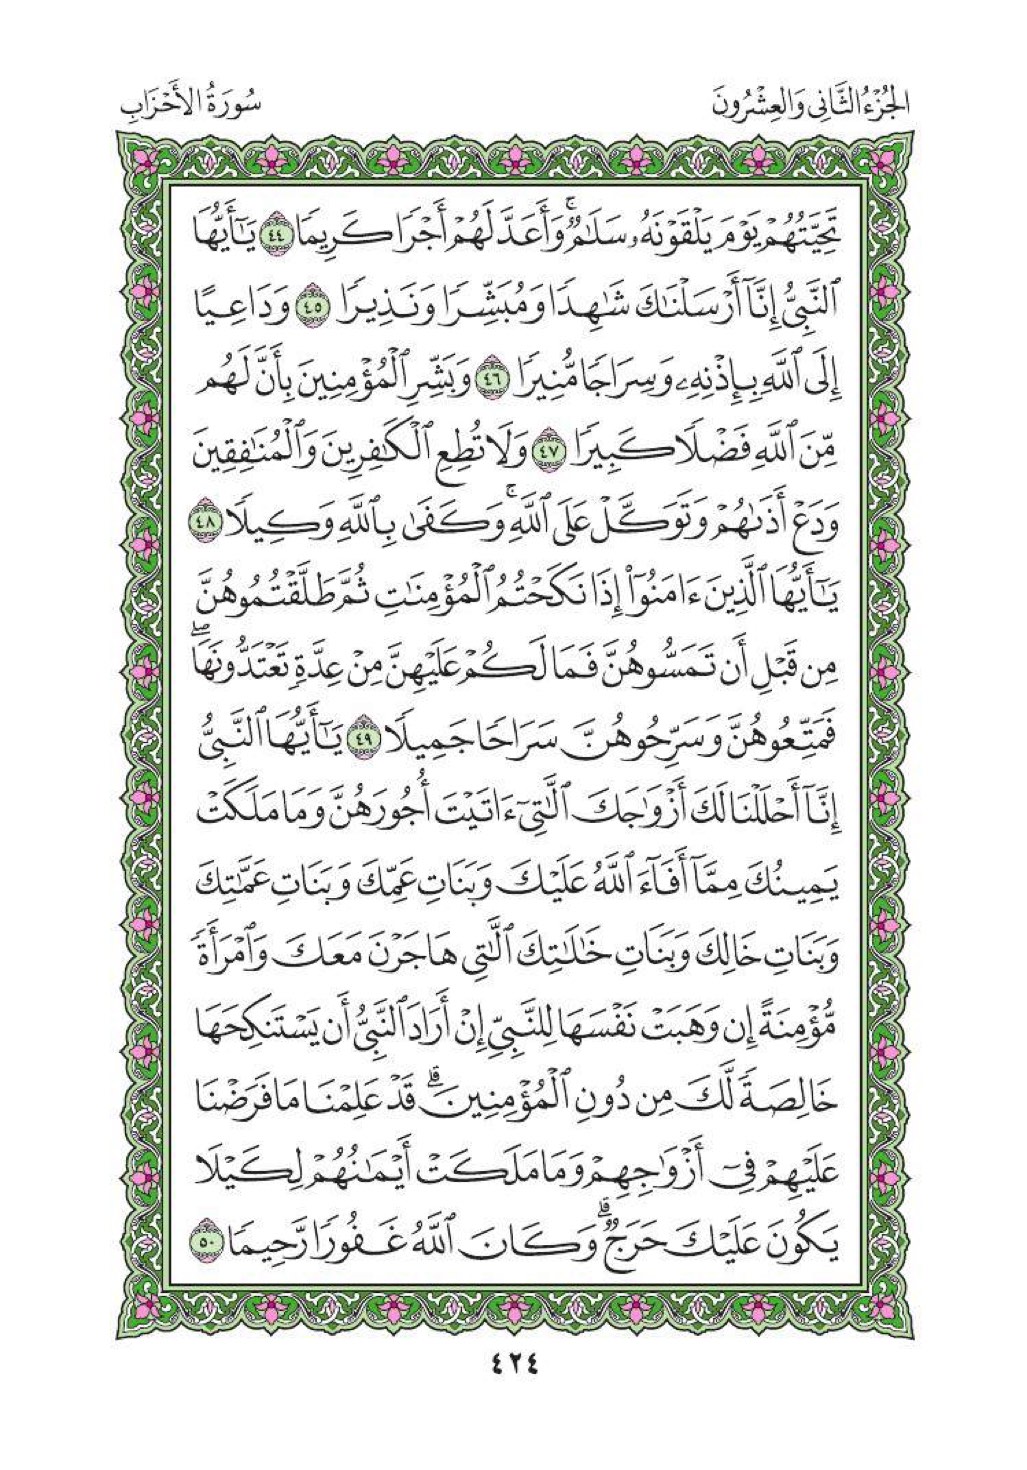 الجُزْءُ الثَّانِي وَالعِشْرُونَ
سُورَةُ الأَحْزَابِ
تَحِيَّتُهُمْ يَوْمَ يَلْقَوْنَهُۥ سَلَٰمٌۚ وَأَعَدَّ لَهُمْ أَجْرًا كَرِيمًا ٤٤ يَٰٓأَيُّهَا
ٱلنَّبِيُّ إِنَّآ أَرْسَلْنَٰكَ شَٰهِدًا وَمُبَشِّرًا وَنَذِيرًا ٤٥ وَدَاعِيًا
إِلَى ٱللَّهِ بِإِذْنِهِۦ وَسِرَاجًا مُّنِيرًا ٤٦ وَبَشِّرِ ٱلْمُؤْمِنِينَ بِأَنَّ لَهُم
مِّنَ ٱللَّهِ فَضْلًا كَبِيرًا ٤٧ وَلَا تُطِعِ ٱلْكَٰفِرِينَ وَٱلْمُنَٰفِقِينَ
وَدَعْ أَذَىٰهُمْ وَتَوَكَّلْ عَلَى ٱللَّهِۚ وَكَفَىٰ بِٱللَّهِ وَكِيلًا ٤٨
يَٰٓأَيُّهَا ٱلَّذِينَ ءَامَنُوٓا۟ إِذَا نَكَحْتُمُ ٱلْمُؤْمِنَٰتِ ثُمَّ طَلَّقْتُمُوهُنَّ
مِن قَبْلِ أَن تَمَسُّوهُنَّ فَمَا لَكُمْ عَلَيْهِنَّ مِنْ عِدَّةٍ تَعْتَدُّونَهَاۖ
فَمَتِّعُوهُنَّ وَسَرِّحُوهُنَّ سَرَاحًا جَمِيلًا ٤٩ يَٰٓأَيُّهَا ٱلنَّبِيُّ
إِنَّآ أَحْلَلْنَا لَكَ أَزْوَٰجَكَ ٱلَّٰتِيٓ ءَاتَيْتَ أُجُورَهُنَّ وَمَا مَلَكَتْ
يَمِينُكَ مِمَّآ أَفَآءَ ٱللَّهُ عَلَيْكَ وَبَنَاتِ عَمِّكَ وَبَنَاتِ عَمَّٰتِكَ
وَبَنَاتِ خَالِكَ وَبَنَاتِ خَٰلَٰتِكَ ٱلَّٰتِي هَاجَرْنَ مَعَكَ وَٱمْرَأَةً
مُّؤْمِنَةً إِن وَهَبَتْ نَفْسَهَا لِلنَّبِيِّ إِنْ أَرَادَ ٱلنَّبِيُّ أَن يَسْتَنكِحَهَا
خَالِصَةً لَّكَ مِن دُونِ ٱلْمُؤْمِنِينَۗ قَدْ عَلِمْنَا مَا فَرَضْنَا
عَلَيْهِمْ فِيٓ أَزْوَٰجِهِمْ وَمَا مَلَكَتْ أَيْمَٰنُهُمْ لِكَيْلَا
يَكُونَ عَلَيْكَ حَرَجٌۗ وَكَانَ ٱللَّهُ غَفُورًا رَّحِيمًا ٥٠
٤٢٤